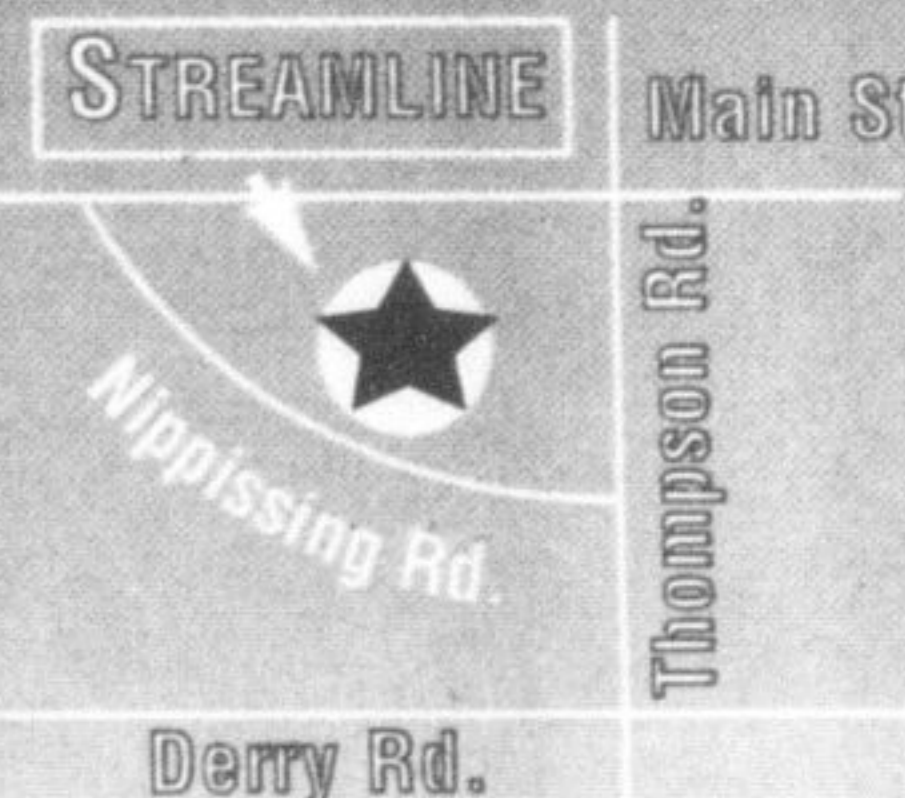 STREAMLINE
Main St
Thompson Rd.
Nippissing Rd.
Derry Rd.